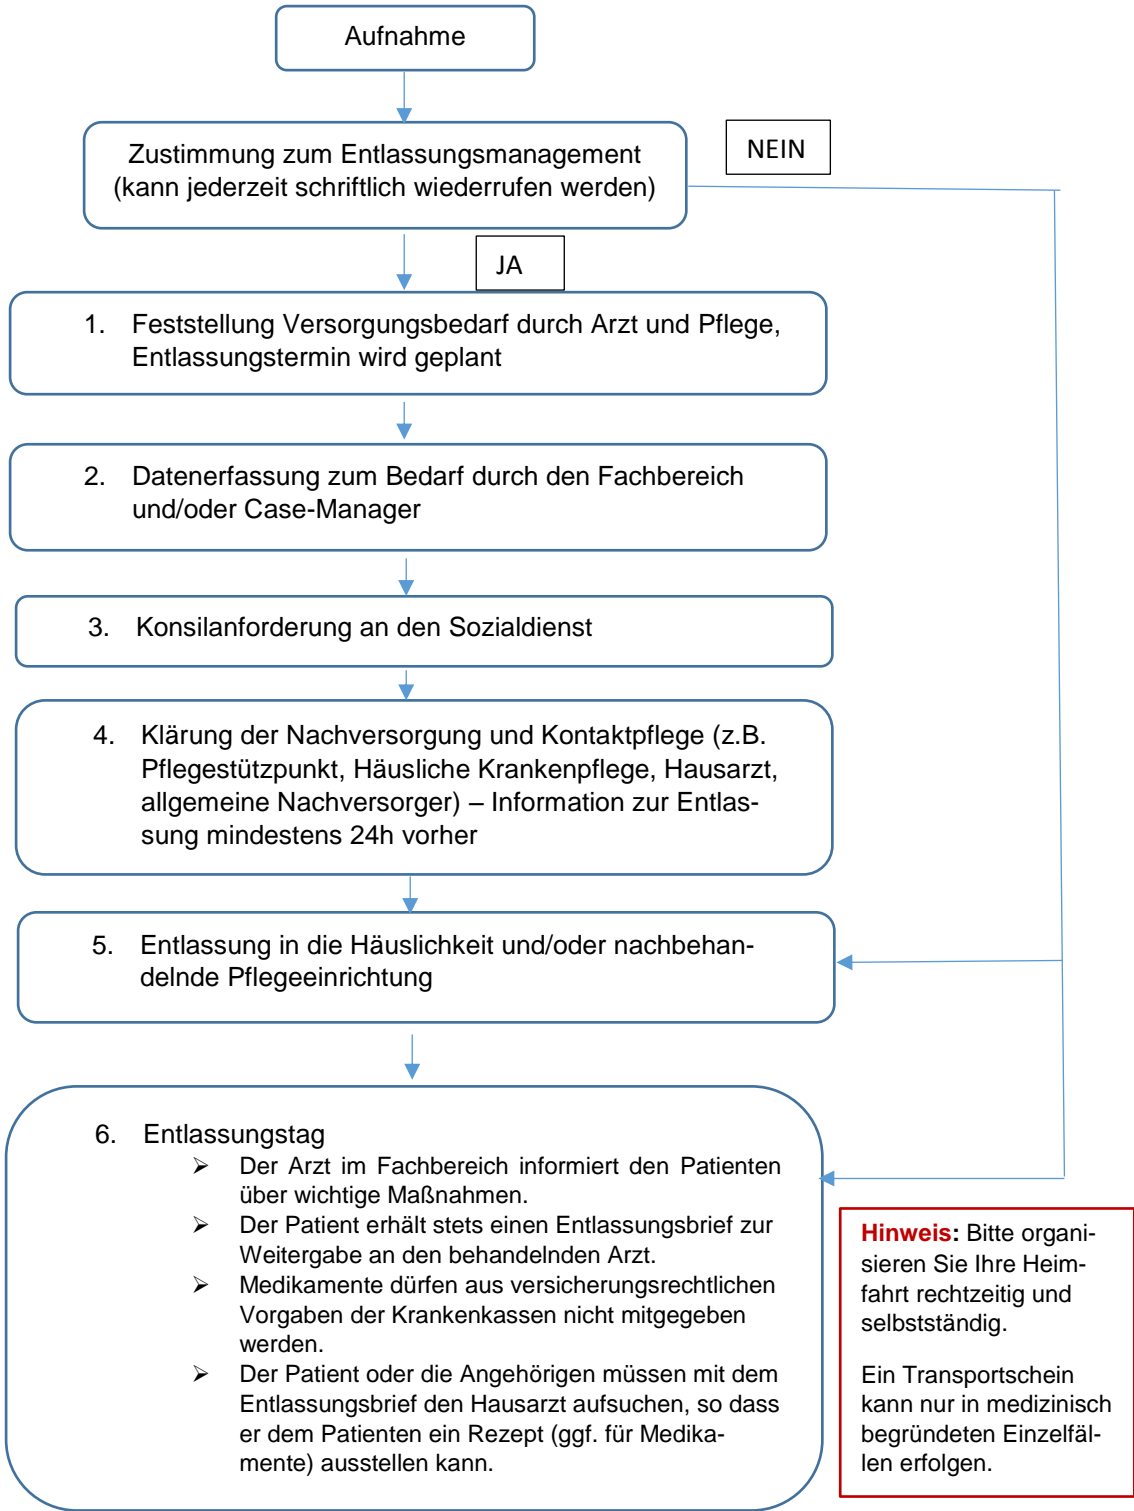 Aufnahme
Zustimmung zum Entlassungsmanagement
(kann jederzeit schriftlich wiederrufen werden)
NEIN
JA
1. Feststellung Versorgungsbedarf durch Arzt und Pflege,
Entlassungstermin wird geplant
2. Datenerfassung zum Bedarf durch den Fachbereich
und/oder Case-Manager
3. Konsilanforderung an den Sozialdienst
4. Klärung der Nachversorgung und Kontaktpflege (z.B.
Pflegestützpunkt, Häusliche Krankenpflege, Hausarzt,
allgemeine Nachversorger) – Information zur Entlas-
sung mindestens 24h vorher
5. Entlassung in die Häuslichkeit und/oder nachbehan-
delnde Pflegeeinrichtung
6. Entlassungstag
➢ Der Arzt im Fachbereich informiert den Patienten
über wichtige Maßnahmen.
➢ Der Patient erhält stets einen Entlassungsbrief zur
Weitergabe an den behandelnden Arzt.
➢ Medikamente dürfen aus versicherungsrechtlichen
Vorgaben der Krankenkassen nicht mitgegeben
werden.
➢ Der Patient oder die Angehörigen müssen mit dem
Entlassungsbrief den Hausarzt aufsuchen, so dass
er dem Patienten ein Rezept (ggf. für Medika-
mente) ausstellen kann.
Hinweis: Bitte organi-
sieren Sie Ihre Heim-
fahrt rechtzeitig und
selbstständig.
Ein Transportschein
kann nur in medizinisch
begründeten Einzelfäl-
len erfolgen.